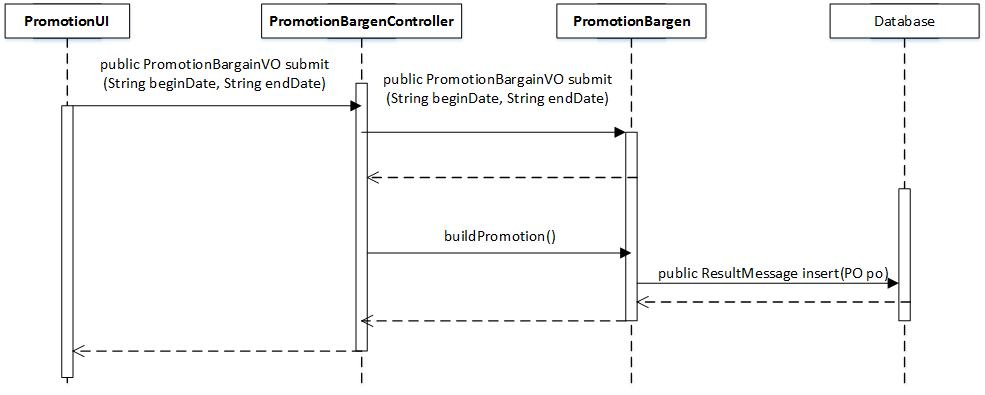 PromotionUI
PromotionBargenController
PromotionBargen
Database
public PromotionBargainVO submit
(String beginDate, String endDate)
public PromotionBargainVO submit
(String beginDate, String endDate)
buildPromotion()
public ResultMessage insert(PO po)